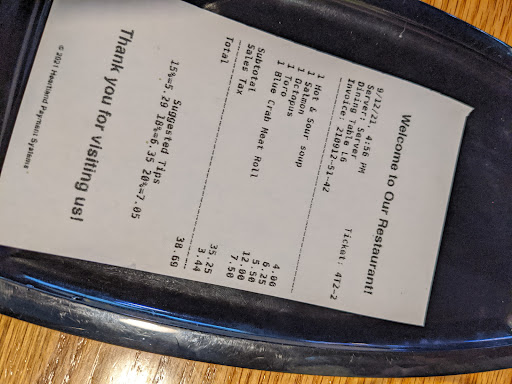 Welcome to Our Restaurant!
9/12/21 4:56 PM
Server: Server
Dining Table L6 Ticket: 4T2-2
Invoice: 210912-51-42
1 Hot & Sour soup 4.00
1 Salmon 6.25
1 Octopus 5.50
1 Toro 12.00
1 Blue Crab Meat Roll 7.50
Subtotal 35.25
Sales Tax 3.44
Total 38.69
Suggested Tips
15%=5.29 18%=6.35 20%=7.05
Thank you for visiting us!
© 2021 Heartland Payment Systems